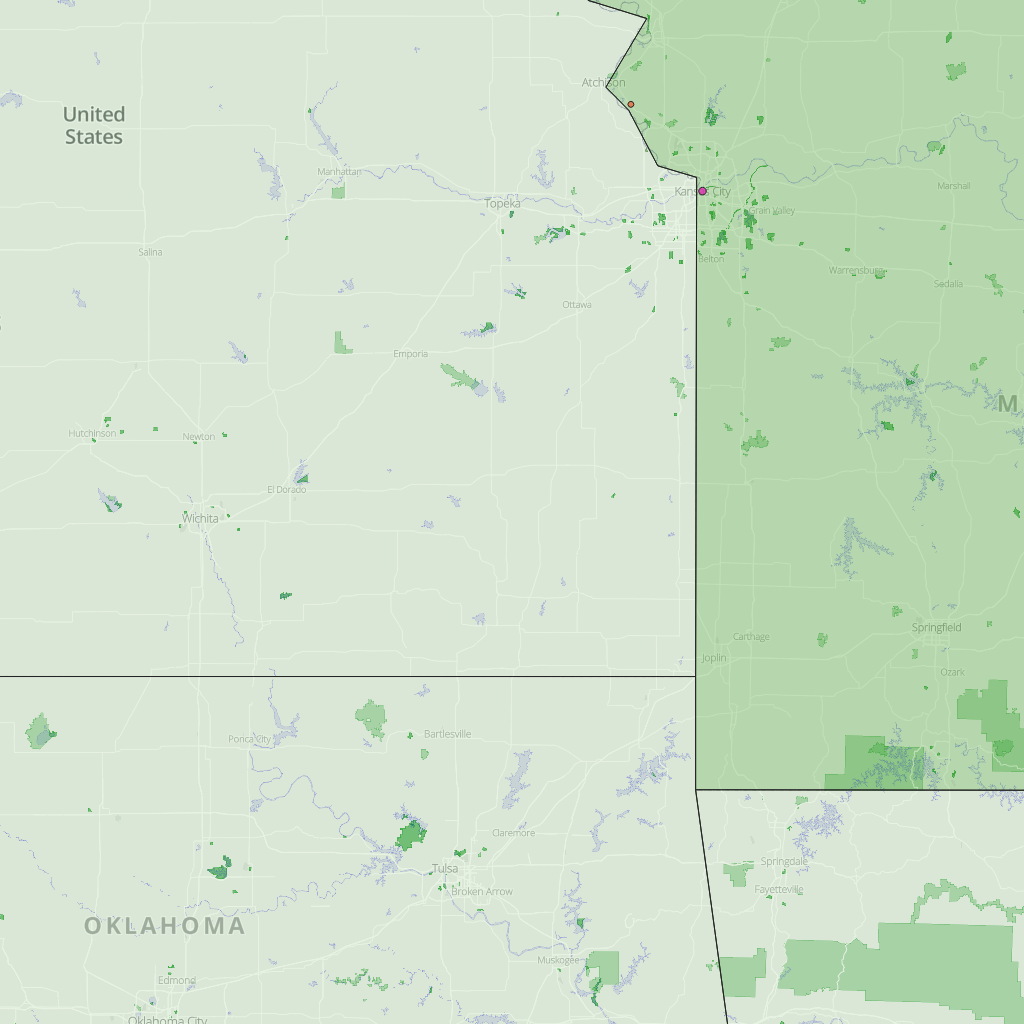 Atchison
United
States
Manhattan
Marshall
Kansas City
Topeka
Grain Valley
Salina
Belton
Warrensburg
Sedalia
Ottawa
Emporia
M
Hutchinson
Newton
El Dorado
Wichita
Springfield
Carthage
Joplin
Ozark
Ponca City
Bartlesville
Claremore
Springdale
Tulsa
Fayetteville
Broken Arrow
OKLAHOMA
Muskogee
Edmond
Oklahoma City